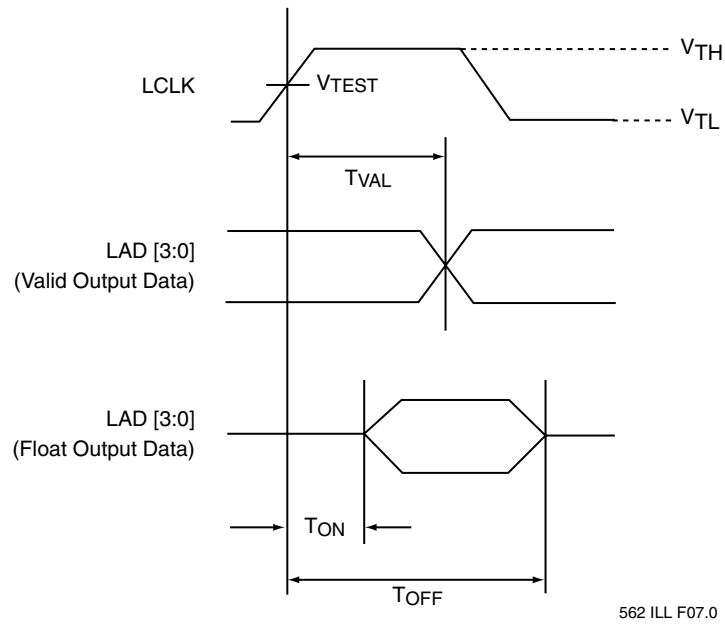 VTH
LCLK
VTEST
VTL
TVAL
LAD [3:0]
(Valid Output Data)
LAD [3:0]
(Float Output Data)
TON
TOFF
562 ILL F07.0